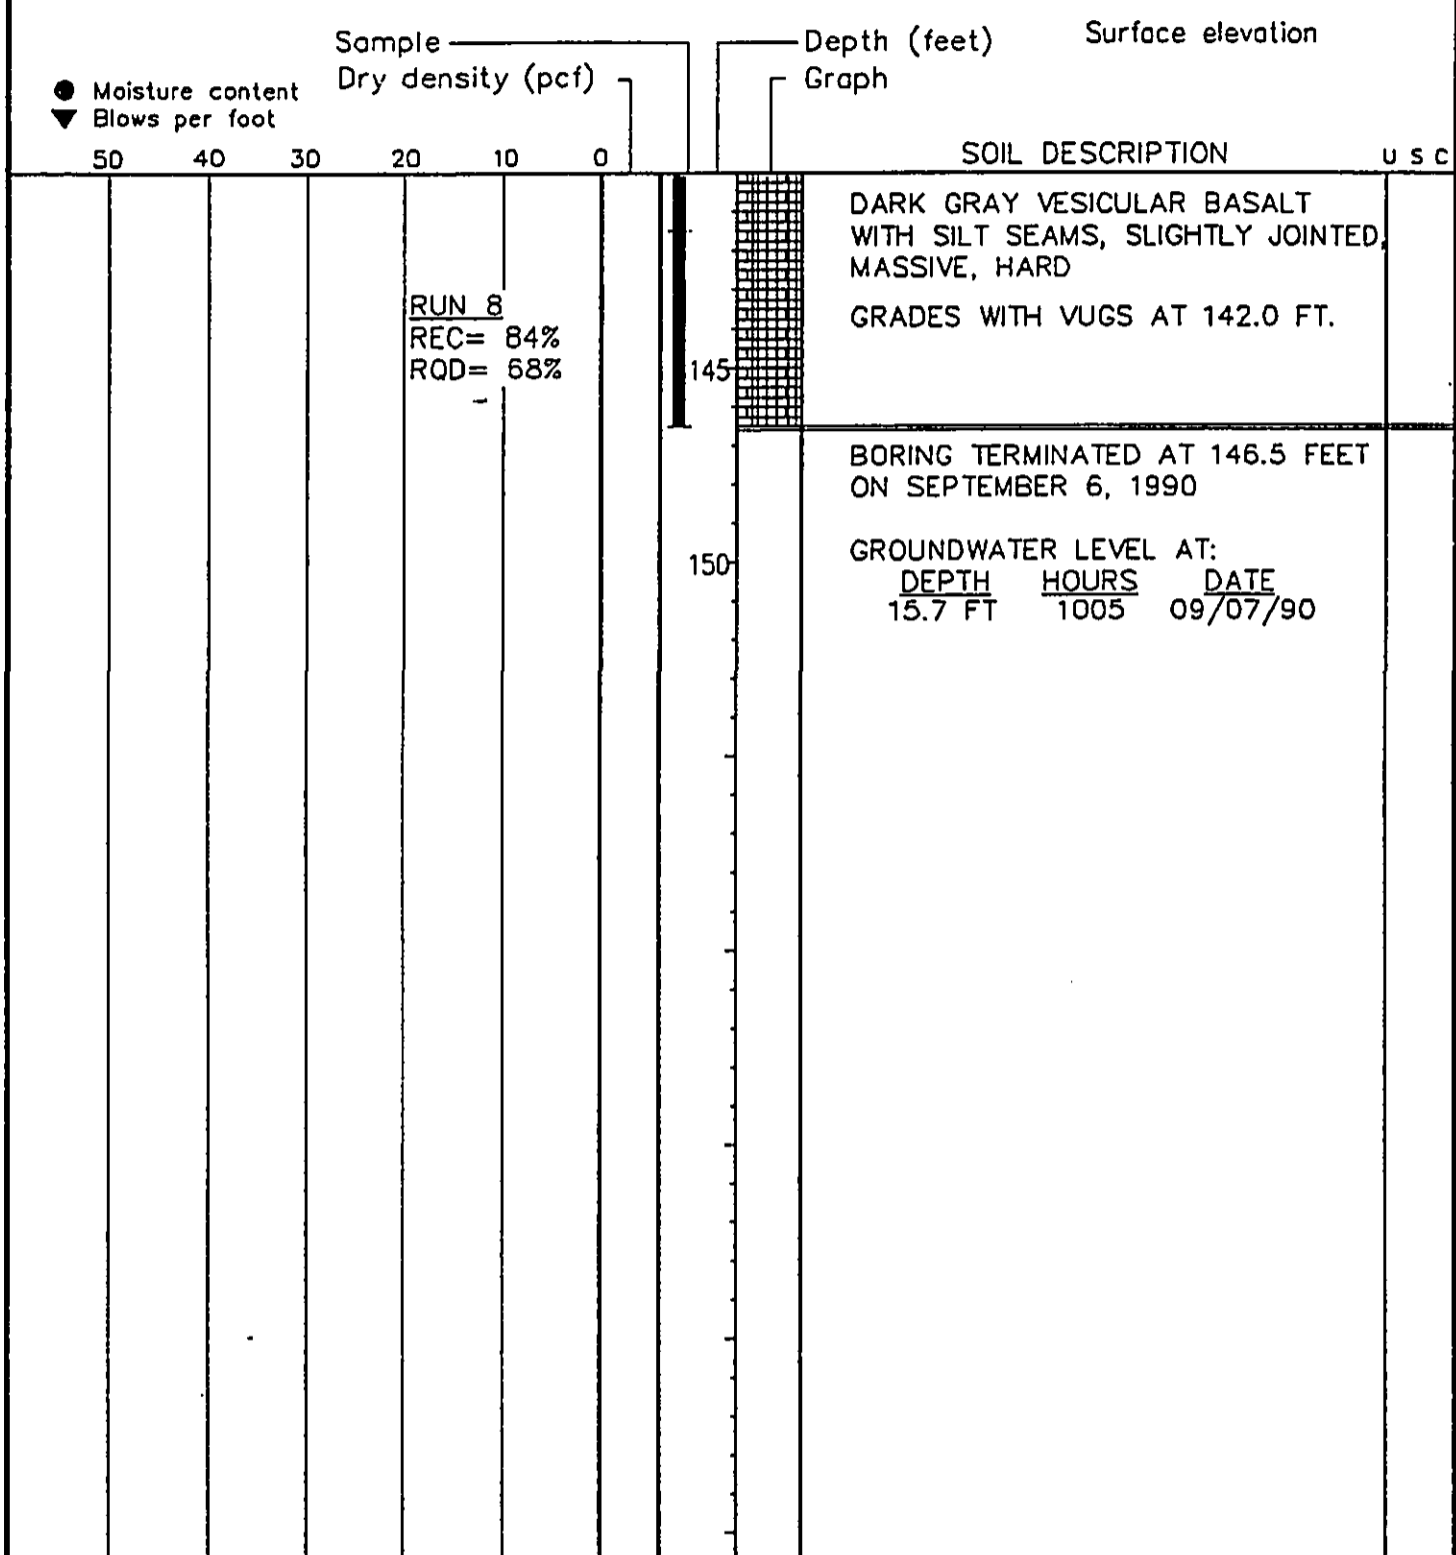 Sample
Depth (feet)
Surface elevation
Dry density (pcf)
Graph
● Moisture content
▼ Blows per foot
50 40 30 20 10 0
SOIL DESCRIPTION
U S C
DARK GRAY VESICULAR BASALT
WITH SILT SEAMS, SLIGHTLY JOINTED,
MASSIVE, HARD
GRADES WITH VUGS AT 142.0 FT.
RUN 8
REC= 84%
RQD= 68%
145
BORING TERMINATED AT 146.5 FEET
ON SEPTEMBER 6, 1990
150
GROUNDWATER LEVEL AT:
DEPTH HOURS DATE
15.7 FT 1005 09/07/90